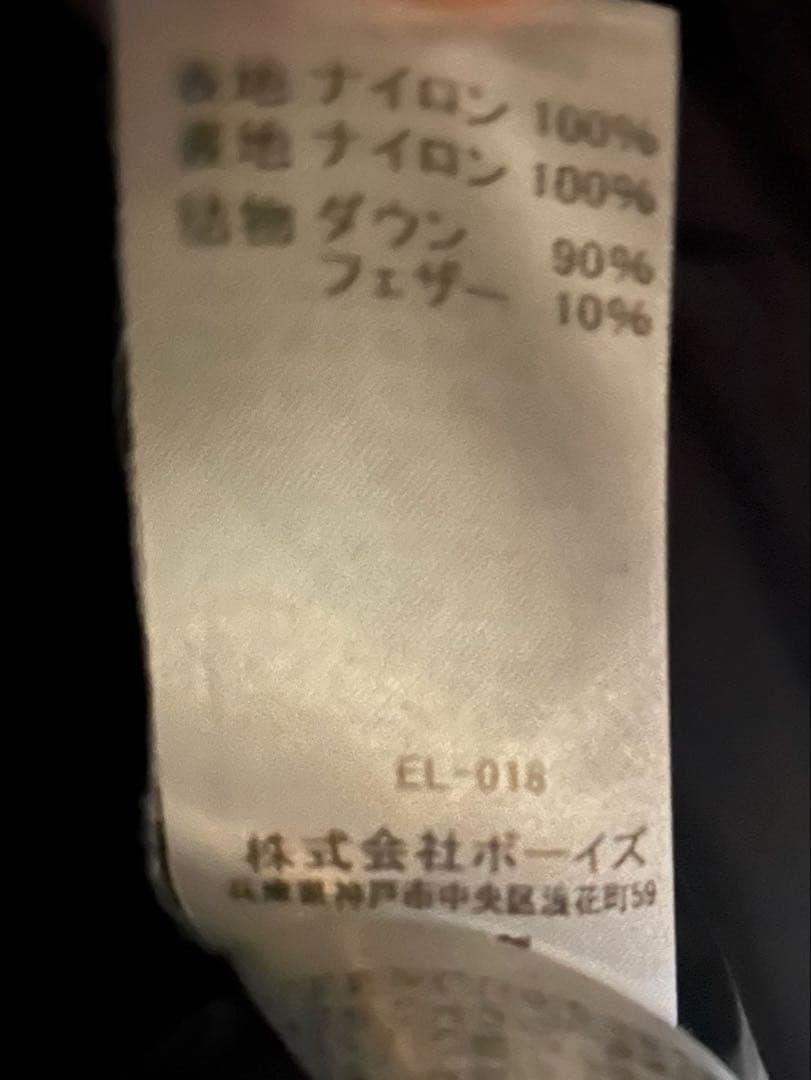 表地 ナイロン 100%
裏地 ナイロン 100%
詰物 ダウン 90%
フェザー 10%
EL-018
株式会社ボーイズ
兵庫県神戸市中央区浪花町59